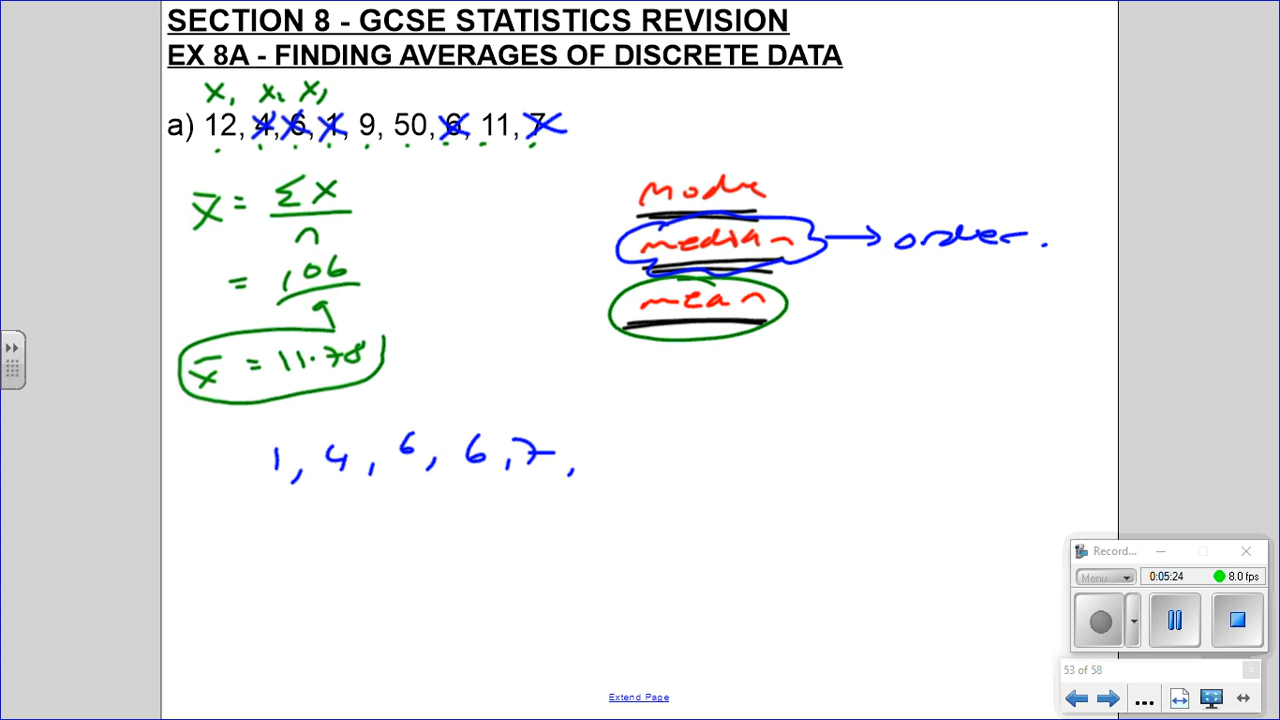 SECTION 8 - GCSE STATISTICS REVISION
EX 8A - FINDING AVERAGES OF DISCRETE DATA
x, x, x,
a) 12, 4, 6, 1, 9, 50, 6, 11, 7
x̄ = Σx
n
= 106
9
x̄ = 11.78
Mode
median → order.
mean
1, 4, 6, 6, 7,
Record...
Menu
0:05:24
8.0 fps
53 of 58
...
Extend Page